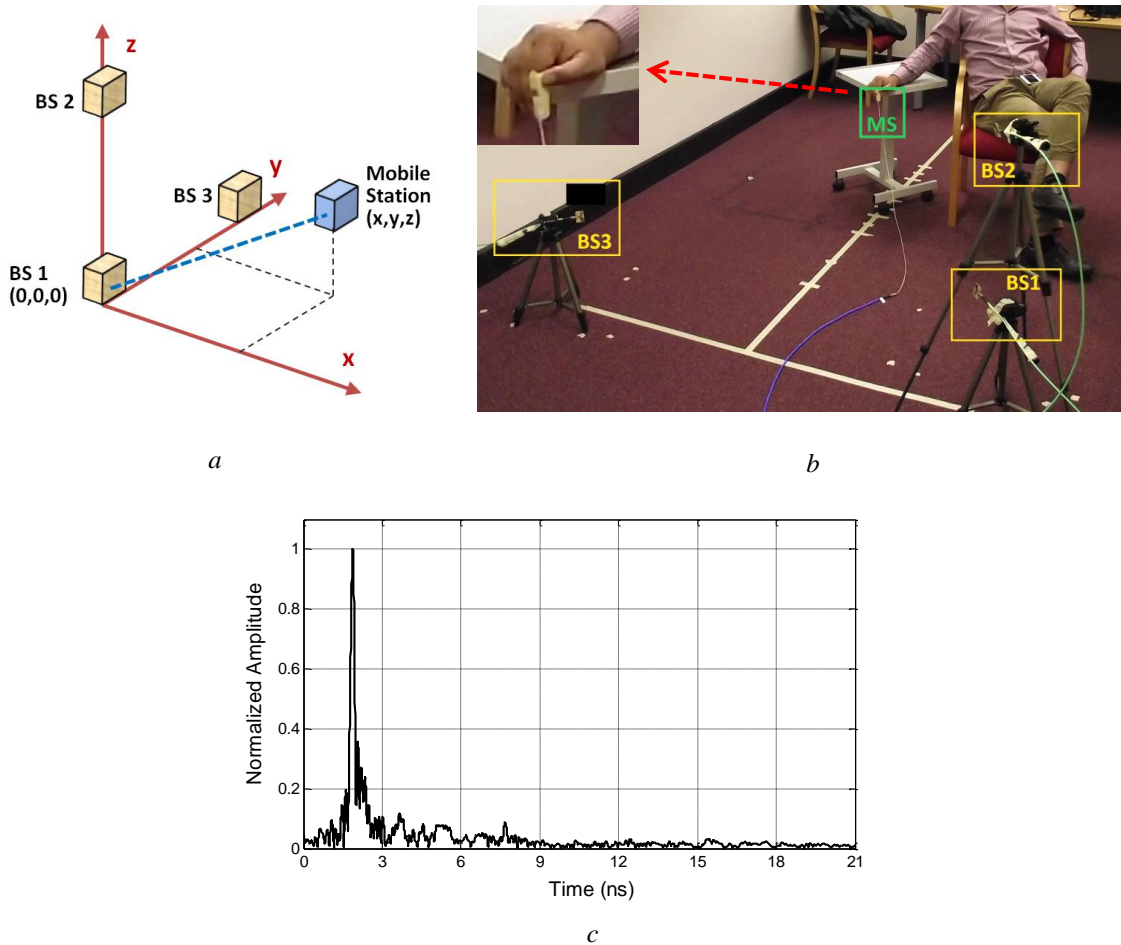 z
BS 2
y
BS 3
Mobile
Station
(x,y,z)
BS 1
(0,0,0)
x
MS
BS2
BS3
BS1
a
b
1
0.8
0.6
0.4
0.2
0
Normalized Amplitude
0 3 6 9 12 15 18 21
Time (ns)
c